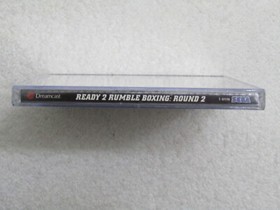 Dreamcast READY 2 RUMBLE BOXING: ROUND 2 SEGA